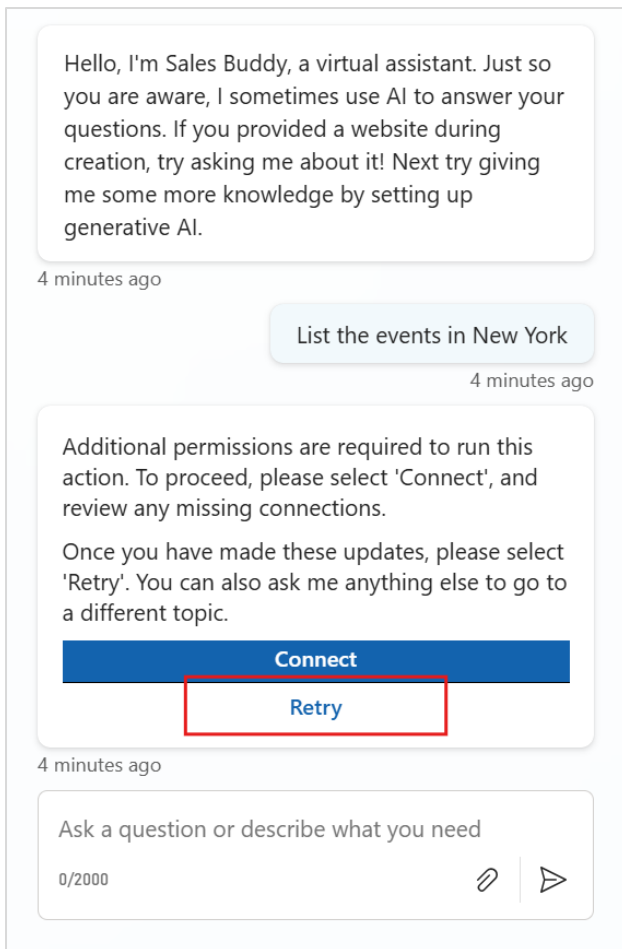 Hello, I'm Sales Buddy, a virtual assistant. Just so
you are aware, I sometimes use AI to answer your
questions. If you provided a website during
creation, try asking me about it! Next try giving
me some more knowledge by setting up
generative AI.
4 minutes ago
List the events in New York
4 minutes ago
Additional permissions are required to run this
action. To proceed, please select 'Connect', and
review any missing connections.
Once you have made these updates, please select
'Retry'. You can also ask me anything else to go to
a different topic.
Connect
Retry
4 minutes ago
Ask a question or describe what you need
0/2000